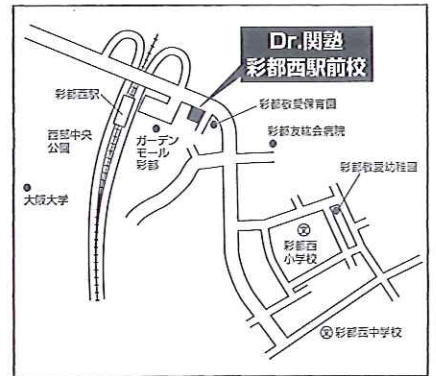 Dr.関塾
彩都西駅前校
彩都西駅
彩都敬愛保育園
西部中央
公園
ガーデン
モール
彩都
彩都友紘会病院
大阪大学
彩都敬愛幼稚園
文
彩都西
小学校
文
彩都西中学校